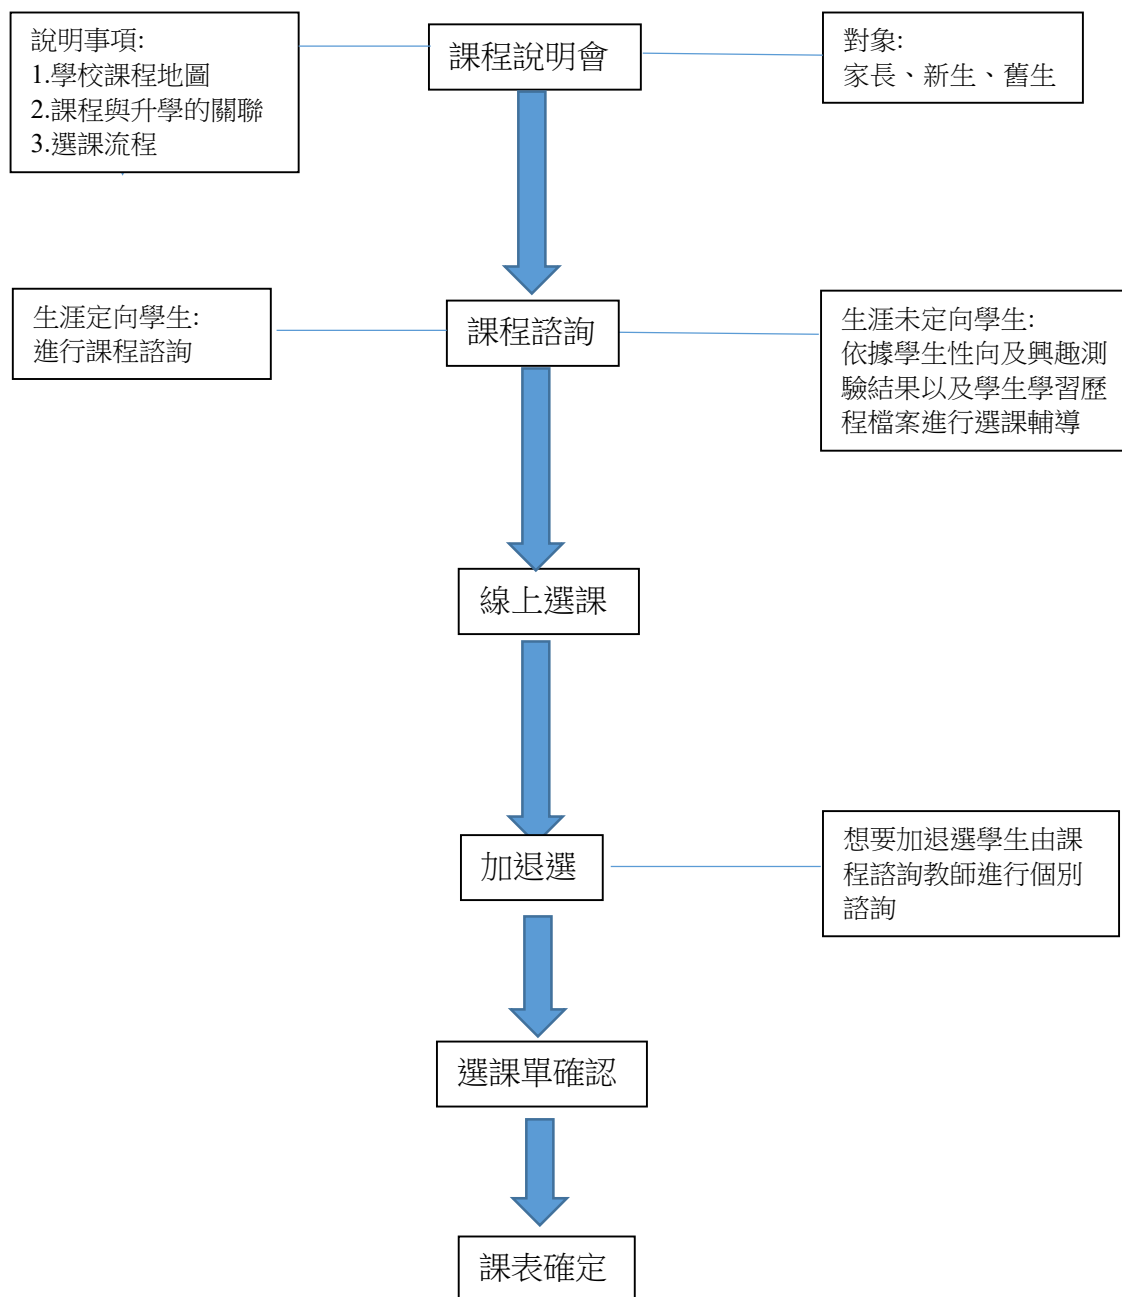 說明事項:
1.學校課程地圖
2.課程與升學的關聯
3.選課流程
課程說明會
對象:
家長、新生、舊生
生涯定向學生:
進行課程諮詢
課程諮詢
生涯未定向學生:
依據學生性向及興趣測
驗結果以及學生學習歷
程檔案進行選課輔導
線上選課
加退選
想要加退選學生由課
程諮詢教師進行個別
諮詢
選課單確認
課表確定